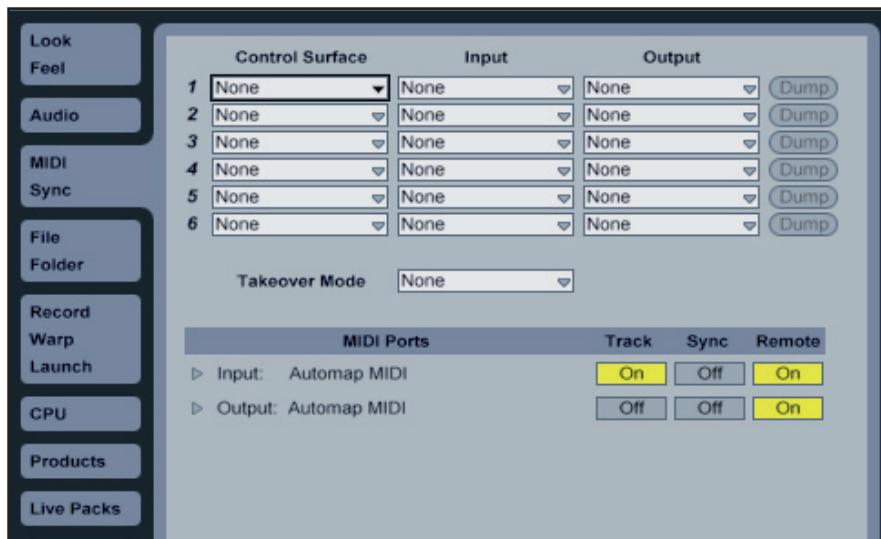 Look
Feel
Audio
MIDI
Sync
File
Folder
Record
Warp
Launch
CPU
Products
Live Packs
Control Surface Input Output
1 None None None Dump
2 None None None Dump
3 None None None Dump
4 None None None Dump
5 None None None Dump
6 None None None Dump
Takeover Mode None
MIDI Ports Track Sync Remote
Input: Automap MIDI On Off On
Output: Automap MIDI Off Off On